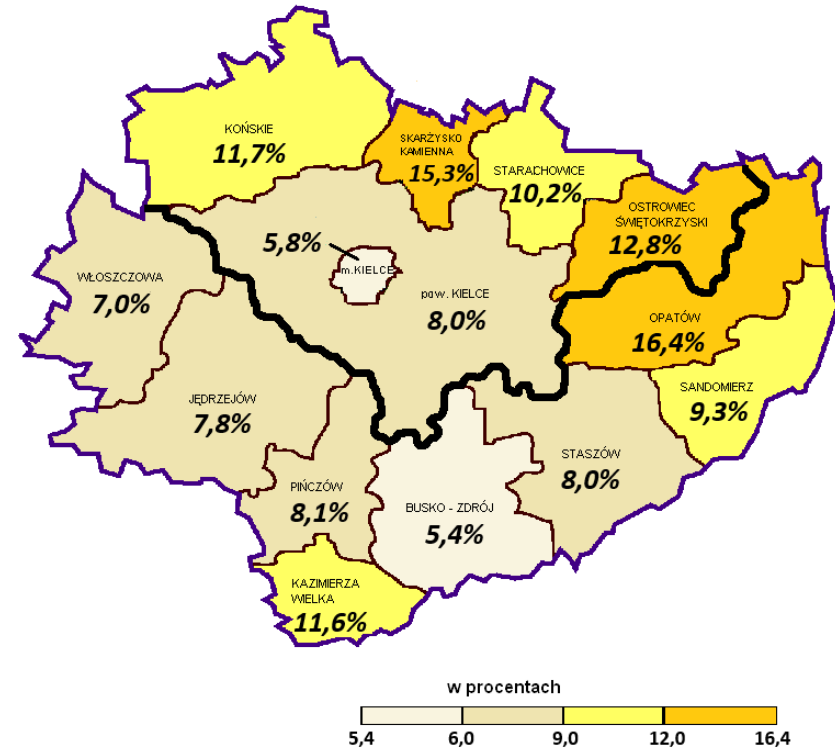 KOŃSKIE
11,7%
SKARŻYSKO
KAMIENNA
15,3%
STARACHOWICE
10,2%
OSTROWIEC
ŚWIĘTOKRZYSKI
12,8%
5,8%
m.KIELCE
WŁOSZCZOWA
7,0%
pow. KIELCE
8,0%
OPATÓW
16,4%
SANDOMIERZ
9,3%
JĘDRZEJÓW
7,8%
STASZÓW
8,0%
PIŃCZÓW
8,1%
BUSKO - ZDRÓJ
5,4%
KAZIMIERZA
WIELKA
11,6%
w procentach
5,4 6,0 9,0 12,0 16,4